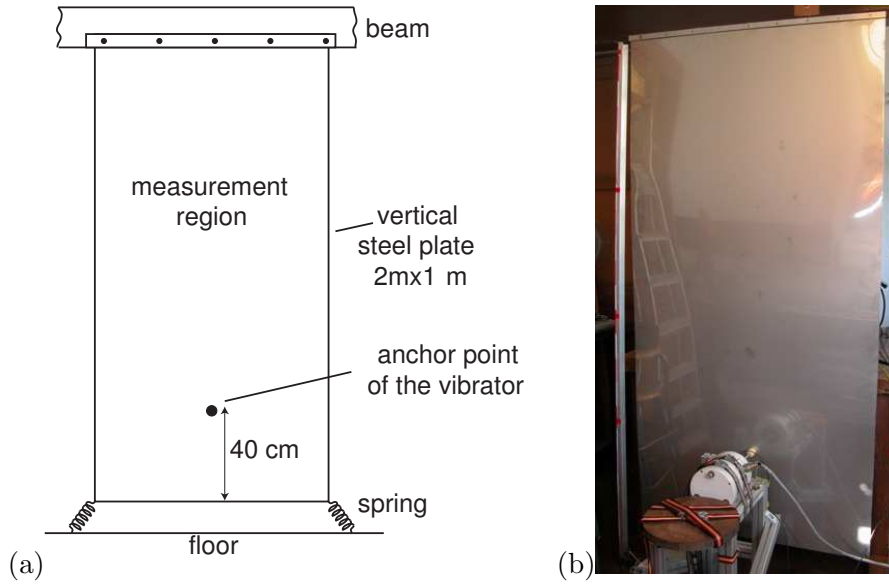 beam
measurement
region
vertical
steel plate
2mx1 m
anchor point
of the vibrator
40 cm
spring
floor
(a)
(b)